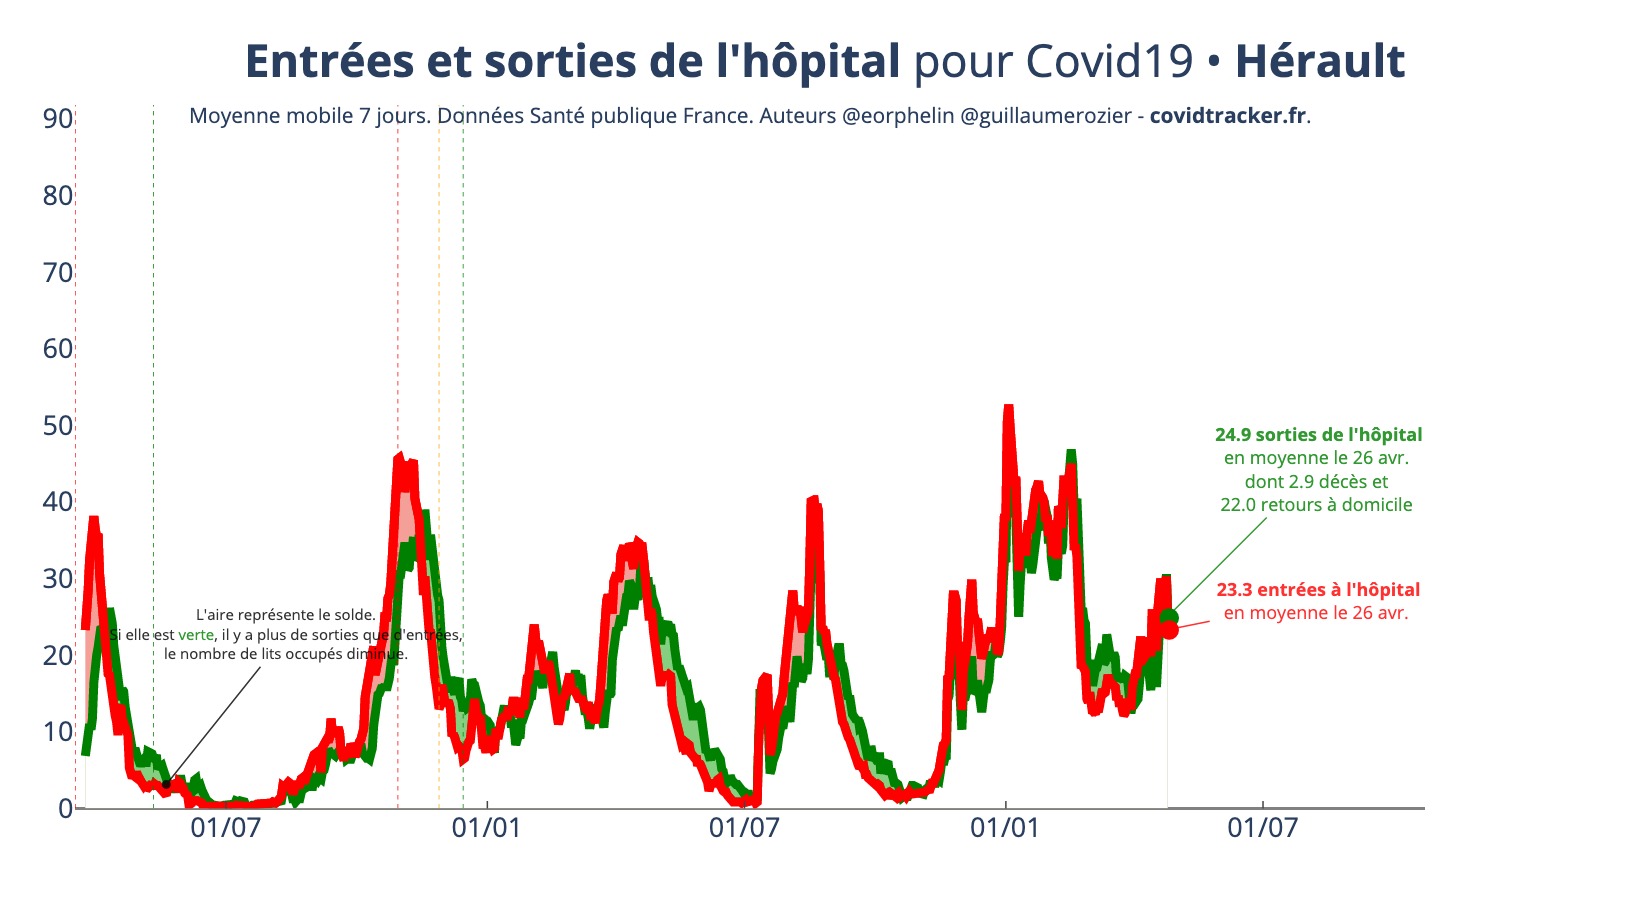 Entrées et sorties de l'hôpital pour Covid19 • Hérault
Moyenne mobile 7 jours. Données Santé publique France. Auteurs @eorphelin @guillaumerozier - covidtracker.fr.
90
80
70
60
50
40
30
20
10
0
24.9 sorties de l'hôpital
en moyenne le 26 avr.
dont 2.9 décès et
22.0 retours à domicile
23.3 entrées à l'hôpital
en moyenne le 26 avr.
L'aire représente le solde.
Si elle est verte, il y a plus de sorties que d'entrées,
le nombre de lits occupés diminue.
01/07
01/01
01/07
01/01
01/07